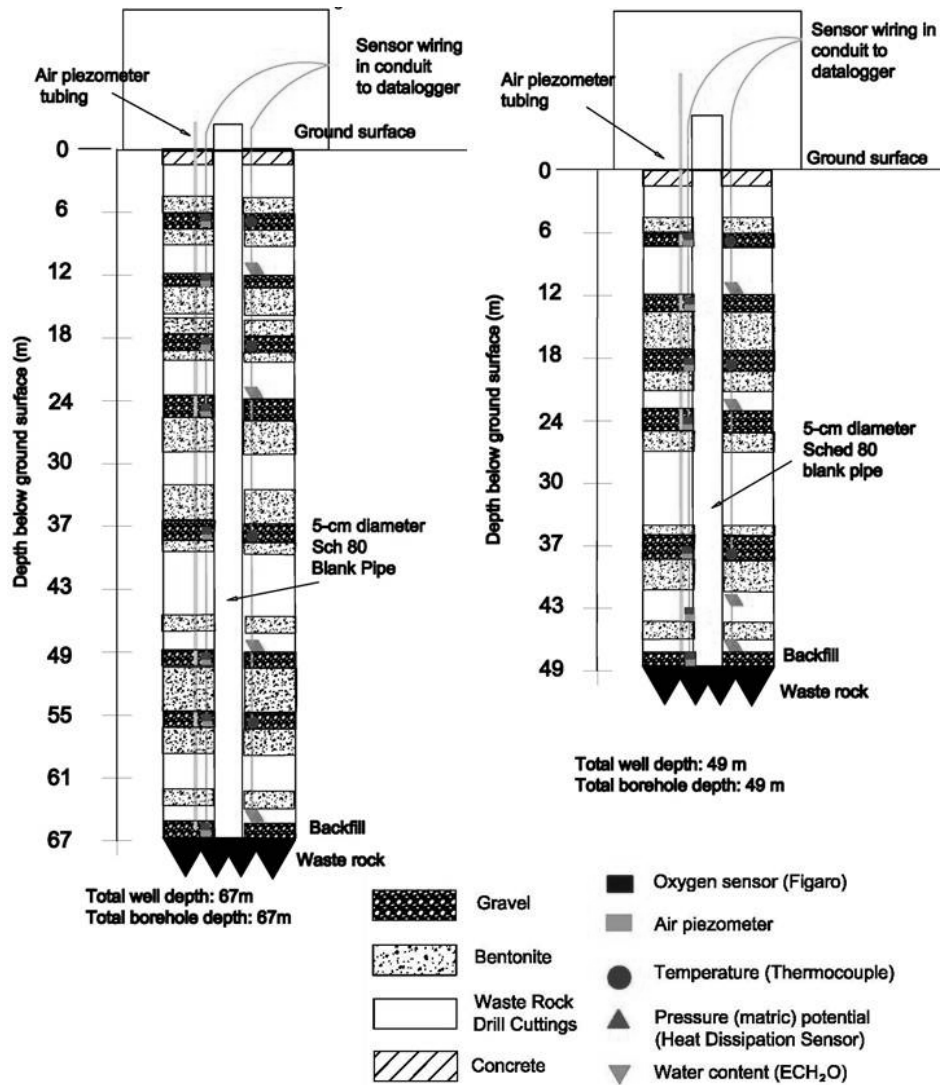 Sensor wiring
in conduit
to datalogger
Air piezometer
tubing
Ground surface
0
6
12
18
24
30
37
43
49
55
61
67
Depth below ground surface (m)
5-cm diameter
Sch 80
Blank Pipe
Backfill
Waste rock
Total well depth: 67m
Total borehole depth: 67m
Sensor wiring
in conduit
to datalogger
Air piezometer
tubing
Ground surface
0
6
12
18
24
30
37
43
49
Depth below ground surface (m)
5-cm diameter
Sched 80
blank pipe
Backfill
Waste rock
Total well depth: 49 m
Total borehole depth: 49 m
Gravel
Bentonite
Waste Rock
Drill Cuttings
Concrete
Oxygen sensor (Figaro)
Air piezometer
Temperature (Thermocouple)
Pressure (matric) potential
(Heat Dissipation Sensor)
Water content (ECH₂O)